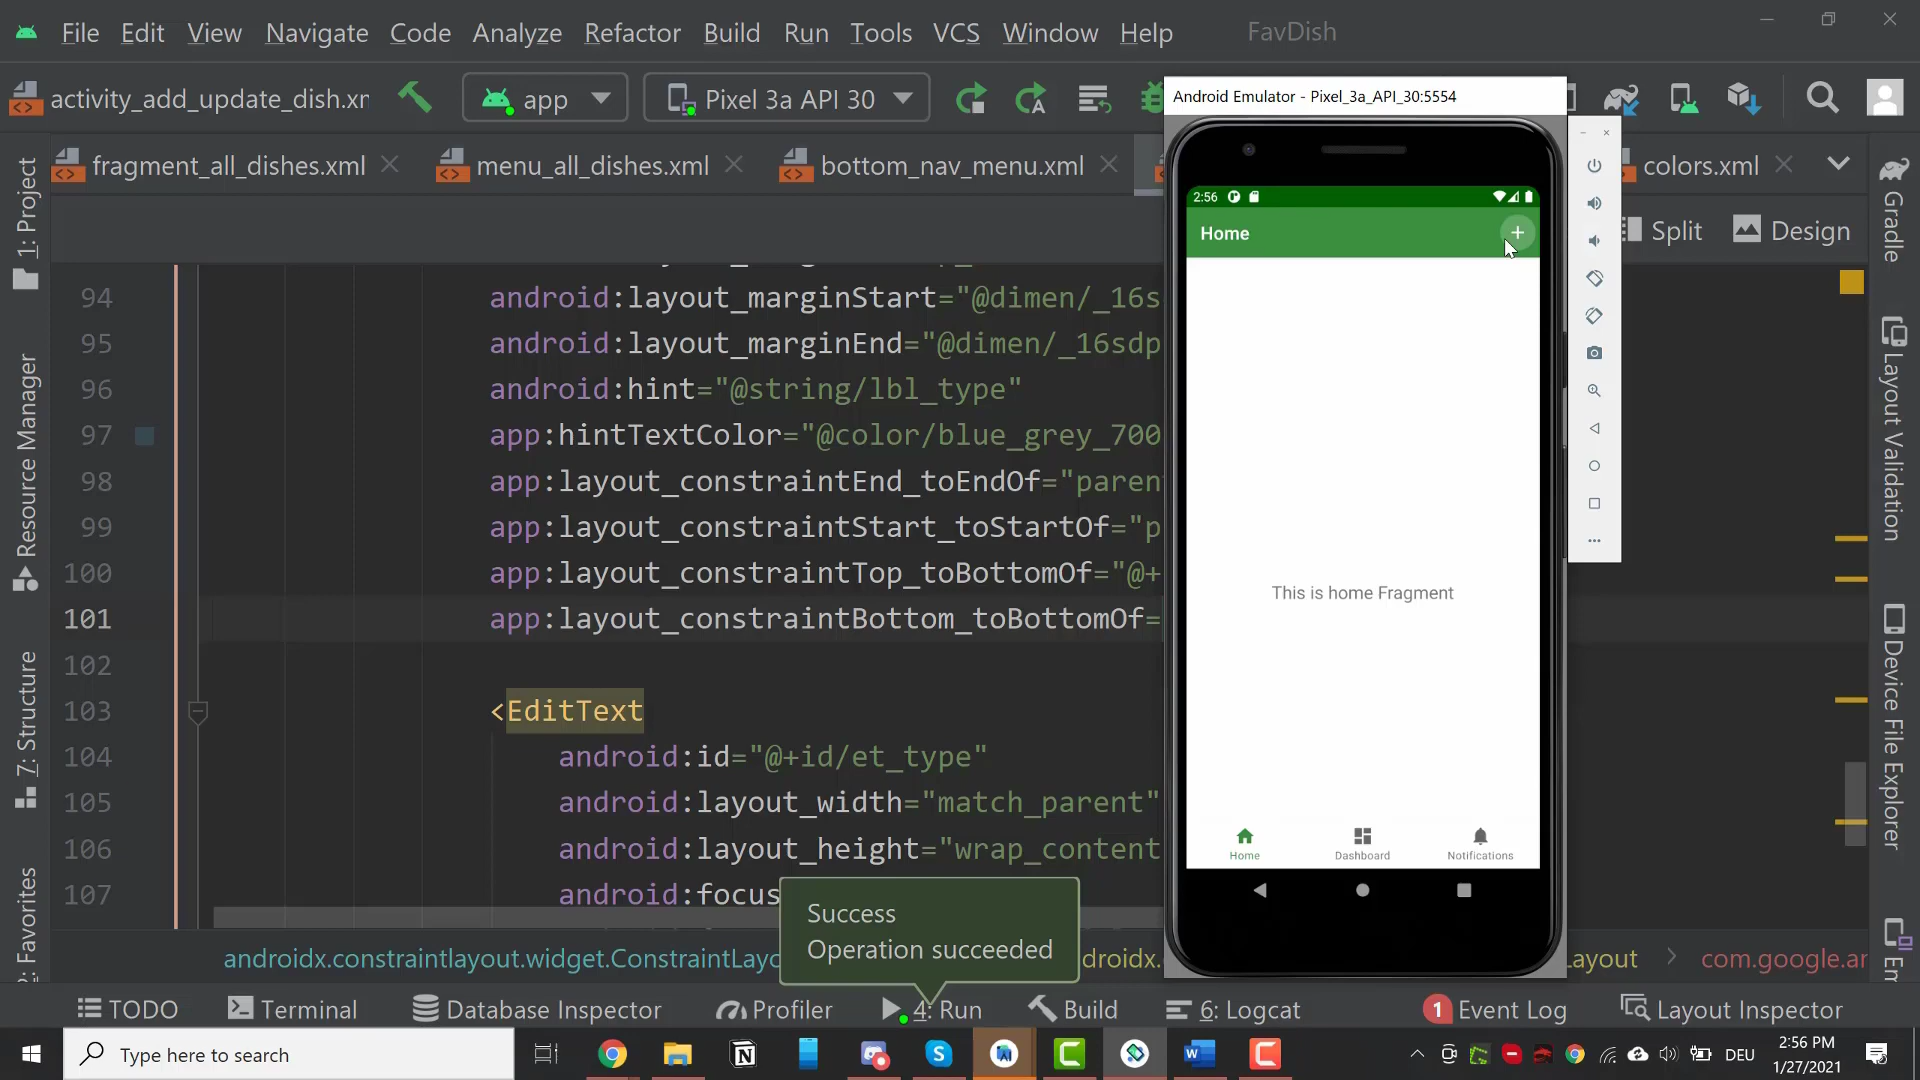 File Edit View Navigate Code Analyze Refactor Build Run Tools VCS Window Help FavDish
activity_add_update_dish.xm app Pixel 3a API 30
Android Emulator - Pixel_3a_API_30:5554
fragment_all_dishes.xml menu_all_dishes.xml bottom_nav_menu.xml colors.xml
Split Design
2:56
Home
94 android:layout_marginStart="@dimen/_16s
95 android:layout_marginEnd="@dimen/_16sdp
96 android:hint="@string/lbl_type"
97 app:hintTextColor="@color/blue_grey_700
98 app:layout_constraintEnd_toEndOf="paren
99 app:layout_constraintStart_toStartOf="p
100 app:layout_constraintTop_toBottomOf="@+
101 app:layout_constraintBottom_toBottomOf=
102
103 <EditText
104 android:id="@+id/et_type"
105 android:layout_width="match_parent"
106 android:layout_height="wrap_content
107 android:focus
This is home Fragment
Home Dashboard Notifications
1: Project
Resource Manager
7: Structure
2: Favorites
Gradle
Layout Validation
Device File Explorer
Em
Success
Operation succeeded
androidx.constraintlayout.widget.ConstraintLayo droidx. ayout com.google.an
TODO Terminal Database Inspector Profiler 4: Run Build 6: Logcat 1 Event Log Layout Inspector
Type here to search
DEU
2:56 PM
1/27/2021